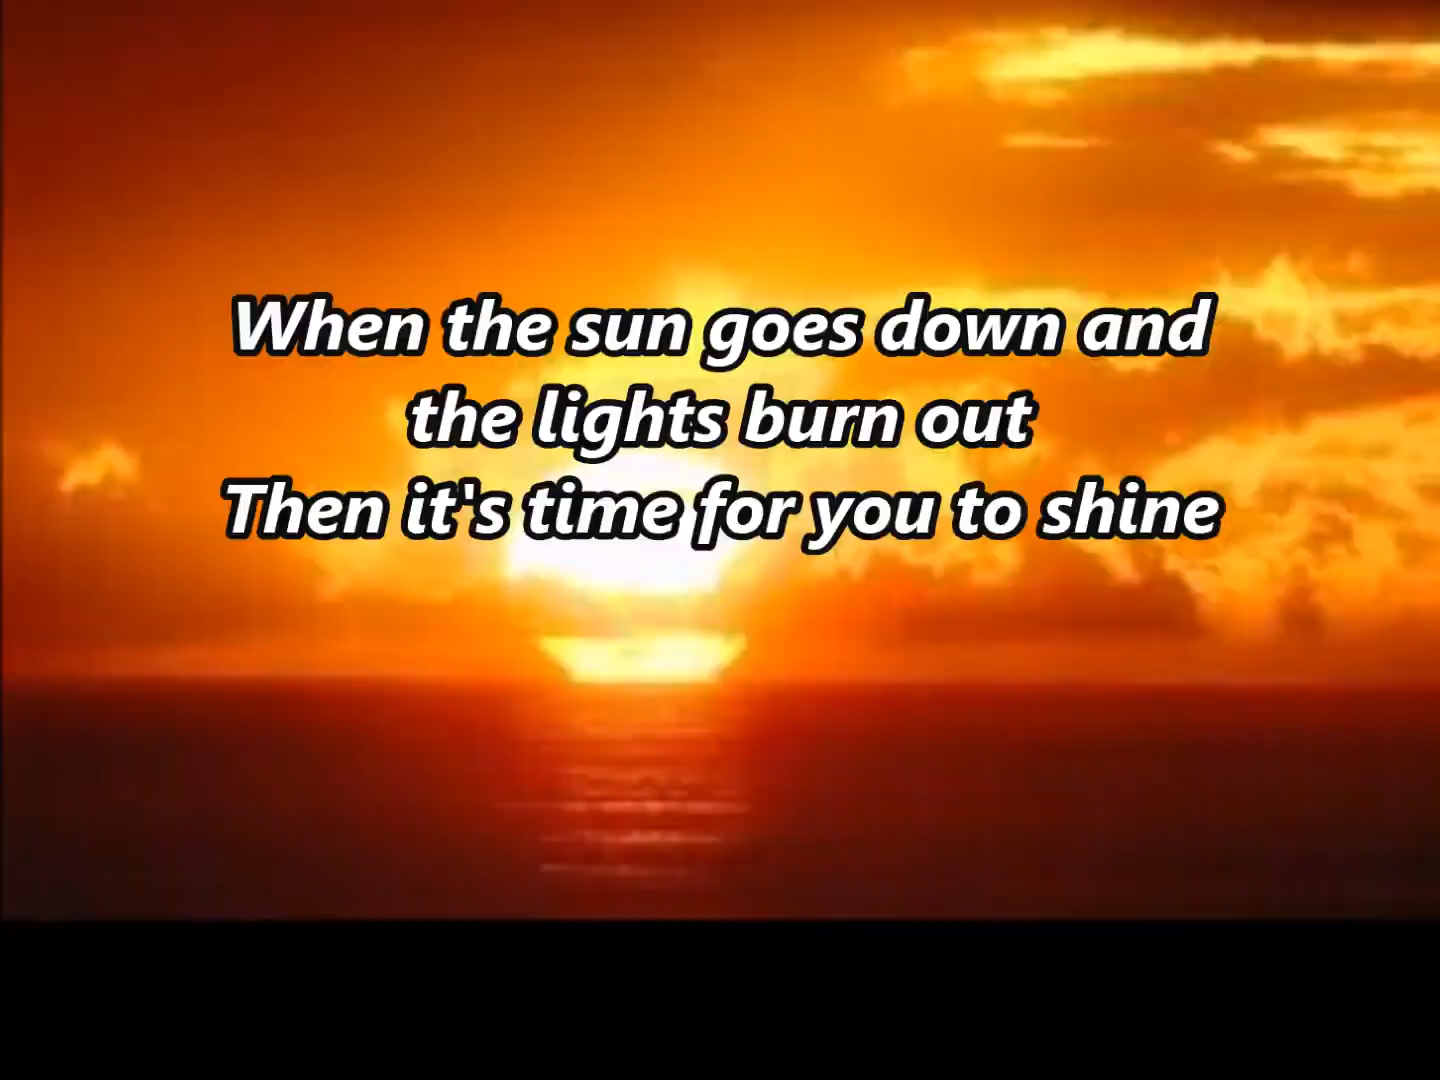 When the sun goes down and
the lights burn out
Then it's time for you to shine